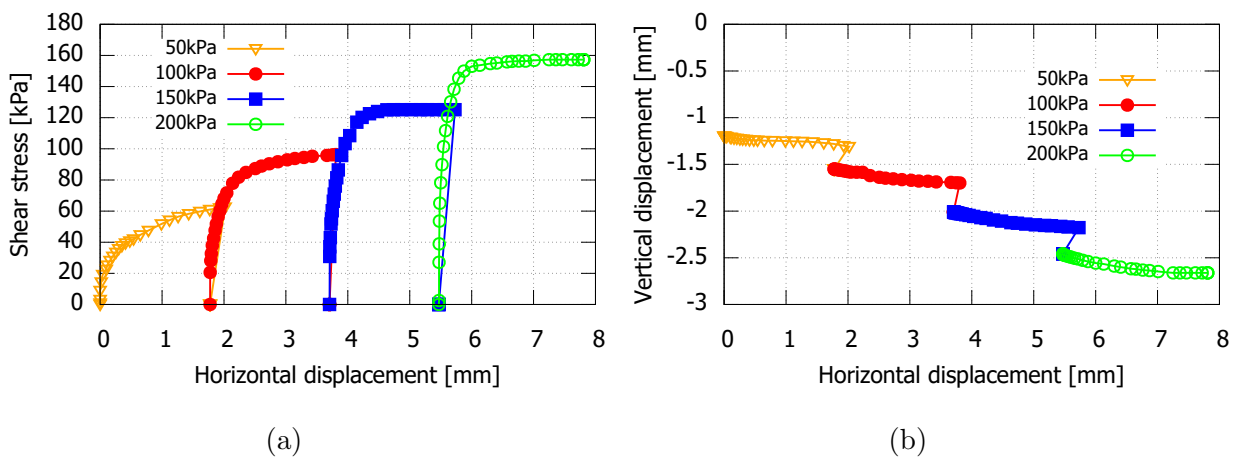 180
160
140
120
100
80
60
40
20
0
Shear stress [kPa]
50kPa
100kPa
150kPa
200kPa
0 1 2 3 4 5 6 7 8
Horizontal displacement [mm]
(a)
0
-0.5
-1
-1.5
-2
-2.5
-3
Vertical displacement [mm]
50kPa
100kPa
150kPa
200kPa
0 1 2 3 4 5 6 7 8
Horizontal displacement [mm]
(b)